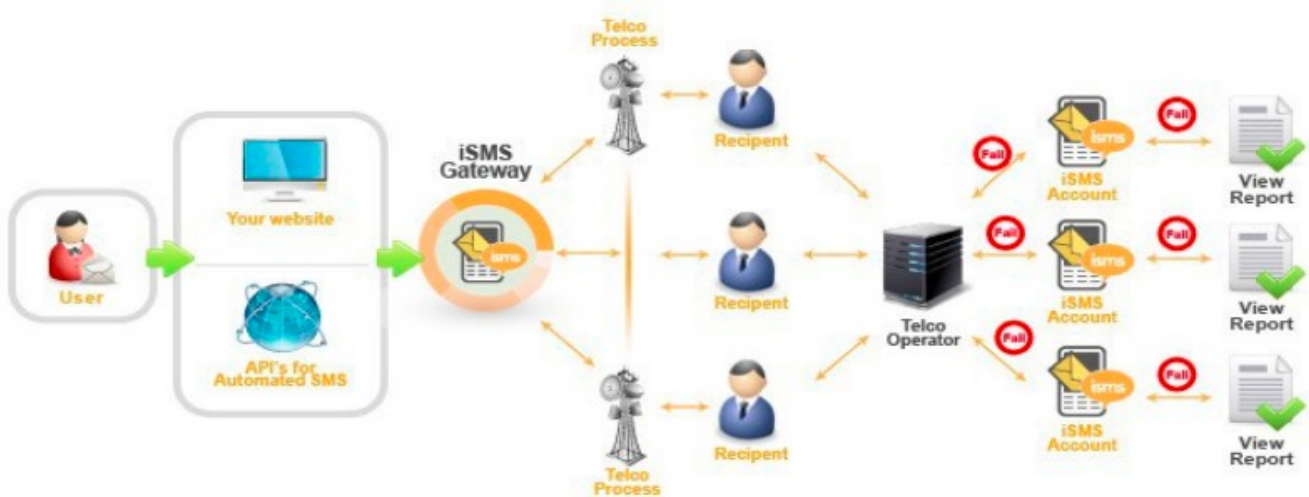 Telco
Process
Recipent
iSMS
Gateway
isms
User
Your website
API's for
Automated SMS
Recipent
Telco
Process
Recipent
Telco
Operator
Fail
isms
iSMS
Account
Fail
View
Report
Fail
isms
iSMS
Account
Fail
View
Report
Fail
isms
iSMS
Account
Fail
View
Report